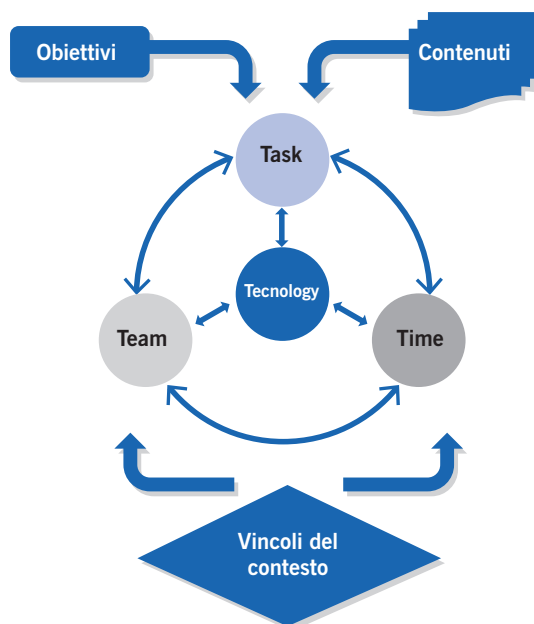 Obiettivi
Contenuti
Task
Tecnology
Team
Time
Vincoli del
contesto